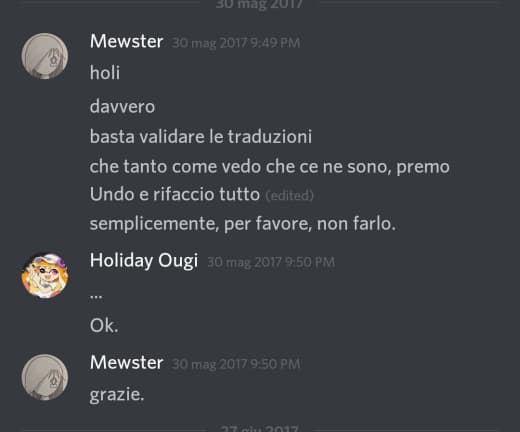 30 mag 2017
Mewster 30 mag 2017 9:49 PM
holi
davvero
basta validare le traduzioni
che tanto come vedo che ce ne sono, premo
Undo e rifaccio tutto (edited)
semplicemente, per favore, non farlo.
Holiday Ougi 30 mag 2017 9:50 PM
...
Ok.
Mewster 30 mag 2017 9:50 PM
grazie.
27 giu 2017